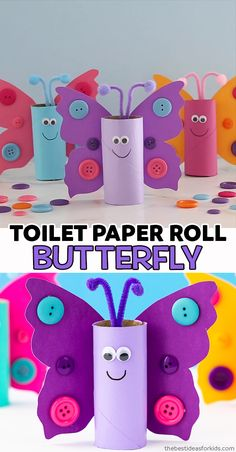 TOILET PAPER ROLL
BUTTERFLY
thebestideasforkids.com